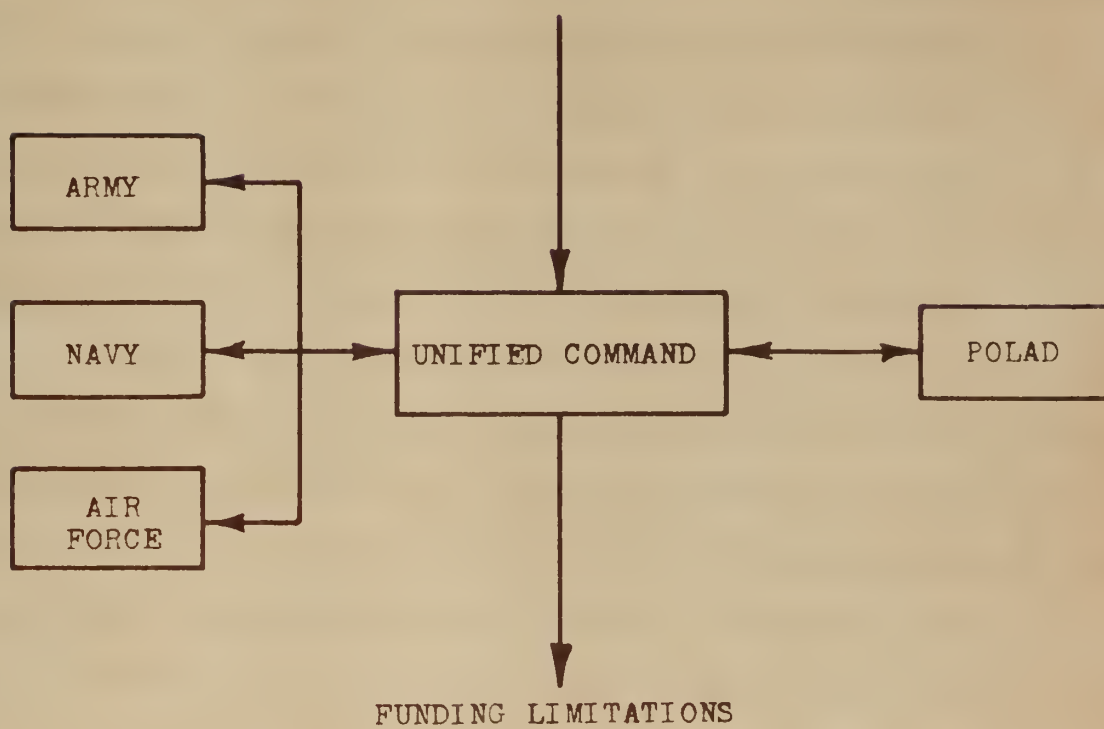 ARMY
NAVY
UNIFIED COMMAND
POLAD
AIR
FORCE
FUNDING LIMITATIONS